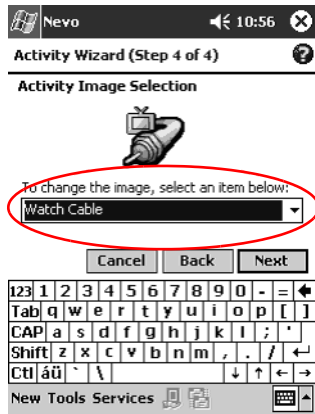 Nevo 10:56
Activity Wizard (Step 4 of 4) ?
Activity Image Selection
To change the image, select an item below:
Watch Cable
Cancel Back Next
123 1 2 3 4 5 6 7 8 9 0 - =
Tab q w e r t y u i o p [ ]
CAP a s d f g h j k l ; '
Shift z x c v b n m , . /
Ctl áü ` \
New Tools Services